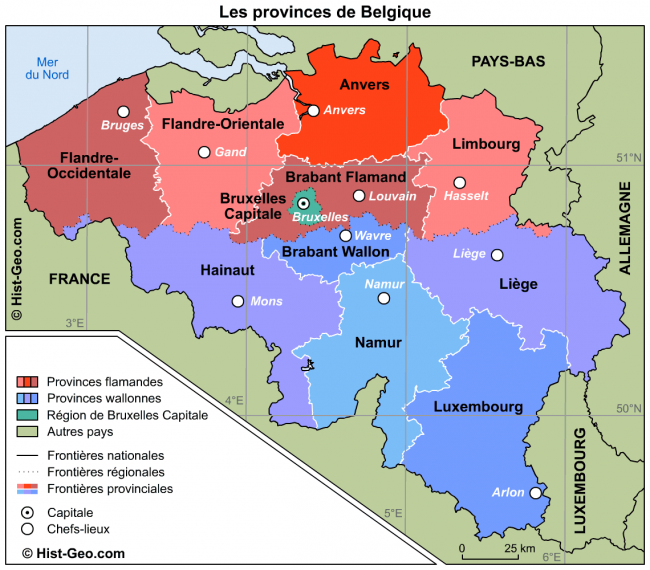 Les provinces de Belgique
Mer
du Nord
PAYS-BAS
Anvers
Anvers
Bruges
Flandre-Orientale
Gand
Flandre-
Occidentale
Limbourg
Hasselt
51°N
Brabant Flamand
Louvain
Bruxelles
Capitale
Bruxelles
Wavre
Brabant Wallon
ALLEMAGNE
FRANCE
Hainaut
Mons
Liège
Liège
Namur
Namur
© Hist-Geo.com
3°E
4°E
Luxembourg
50°N
Arlon
LUXEMBOURG
5°E
6°E
0 25 km
Provinces flamandes
Provinces wallonnes
Région de Bruxelles Capitale
Autres pays
Frontières nationales
Frontières régionales
Frontières provinciales
Capitale
Chefs-lieux
© Hist-Geo.com